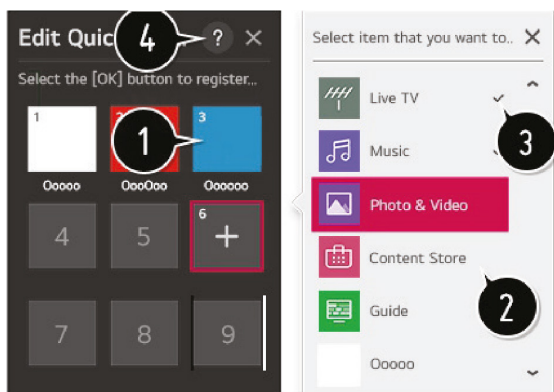 Edit Quic
4
?
Select the [OK] button to register...
1
3
1
Ooooo
OooOoo
Oooooo
4
5
6
+
7
8
9
Select item that you want to..
Live TV
3
Music
Photo & Video
Content Store
2
Guide
Ooooo